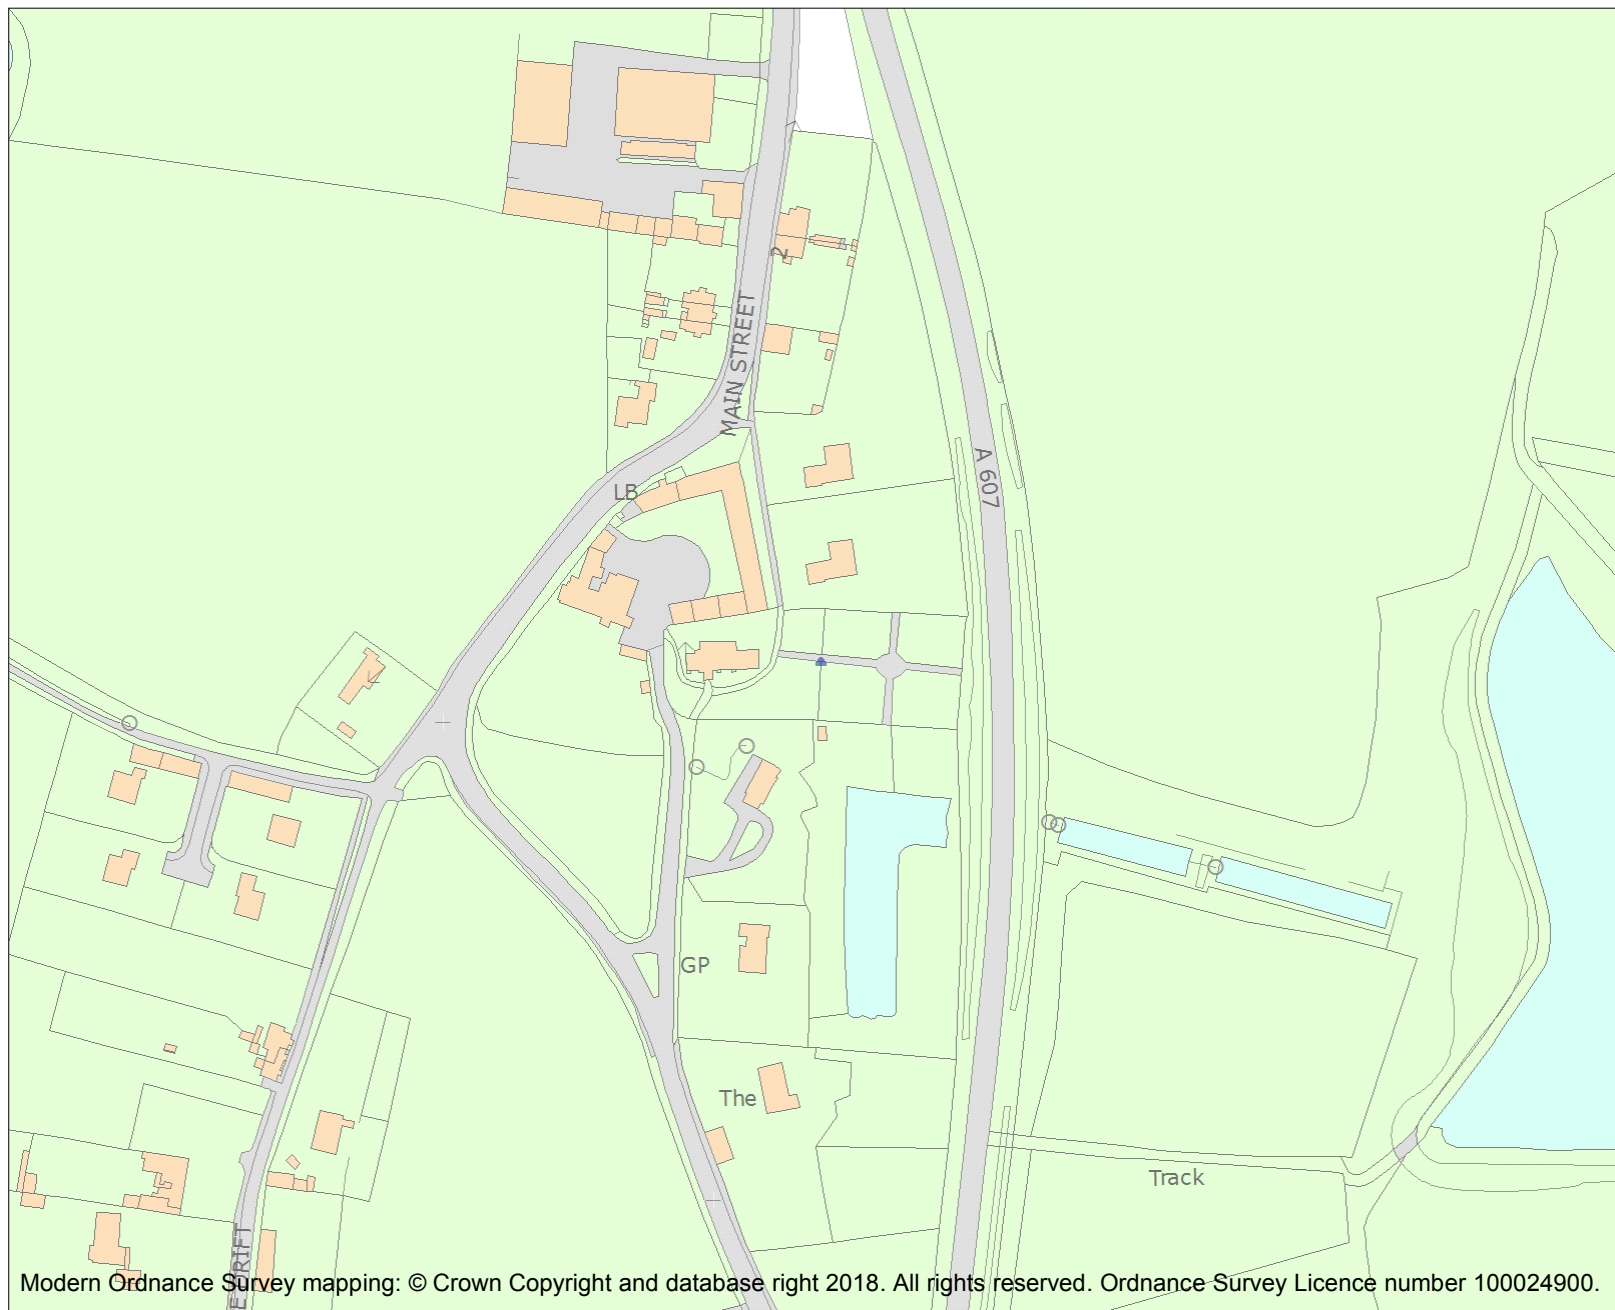 2
MAIN STREET
A 607
LB
GP
The
Track
E DRIFT
Modern Ordnance Survey mapping: © Crown Copyright and database right 2018. All rights reserved. Ordnance Survey Licence number 100024900.